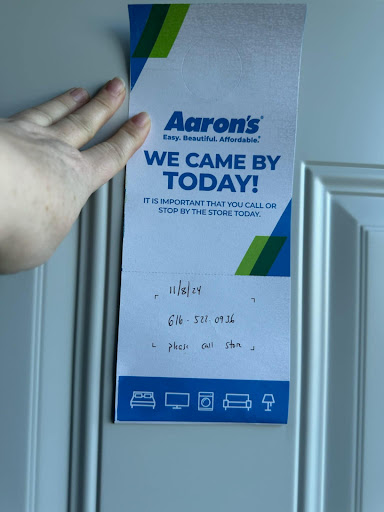 Aaron's®
Easy. Beautiful. Affordable.®
WE CAME BY
TODAY!
IT IS IMPORTANT THAT YOU CALL OR
STOP BY THE STORE TODAY.
11/8/24
616-522-0936
please call store